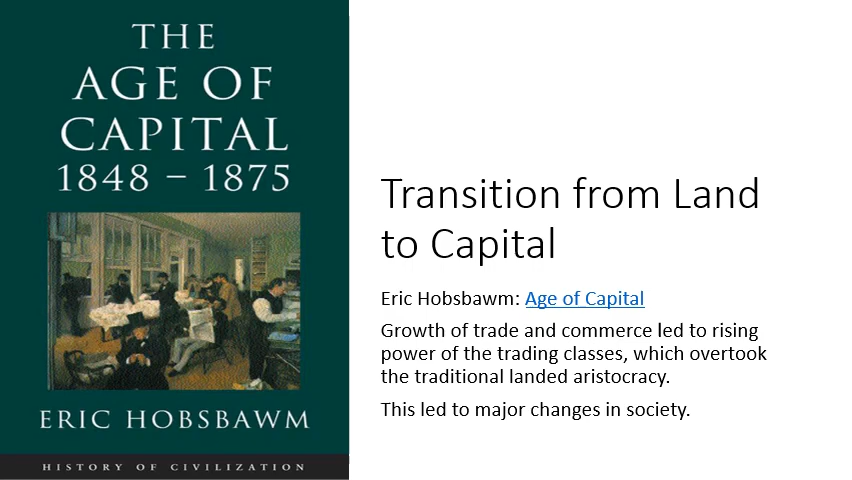 THE
AGE OF
CAPITAL
1848 – 1875
ERIC HOBSBAWM
HISTORY OF CIVILIZATION
Transition from Land
to Capital
Eric Hobsbawm: Age of Capital
Growth of trade and commerce led to rising
power of the trading classes, which overtook
the traditional landed aristocracy.
This led to major changes in society.